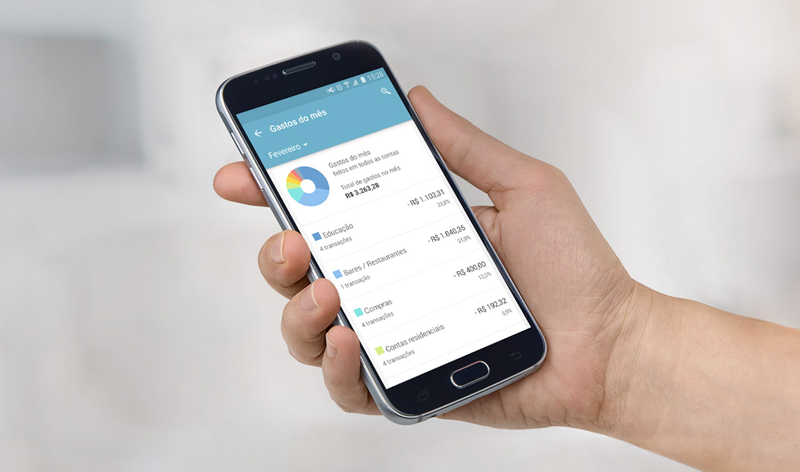 15:28
Gastos do mês
Fevereiro
Gastos do mês
feitos em todas as contas
Total de gastos no mês
R$ 3.263,28
Educação
- R$ 1.103,31
4 transações
33,8%
Bares / Restaurantes
- R$ 1.040,35
1 transação
31,9%
Compras
- R$ 400,00
4 transações
12,3%
Contas residenciais
- R$ 192,32
4 transações
5,9%